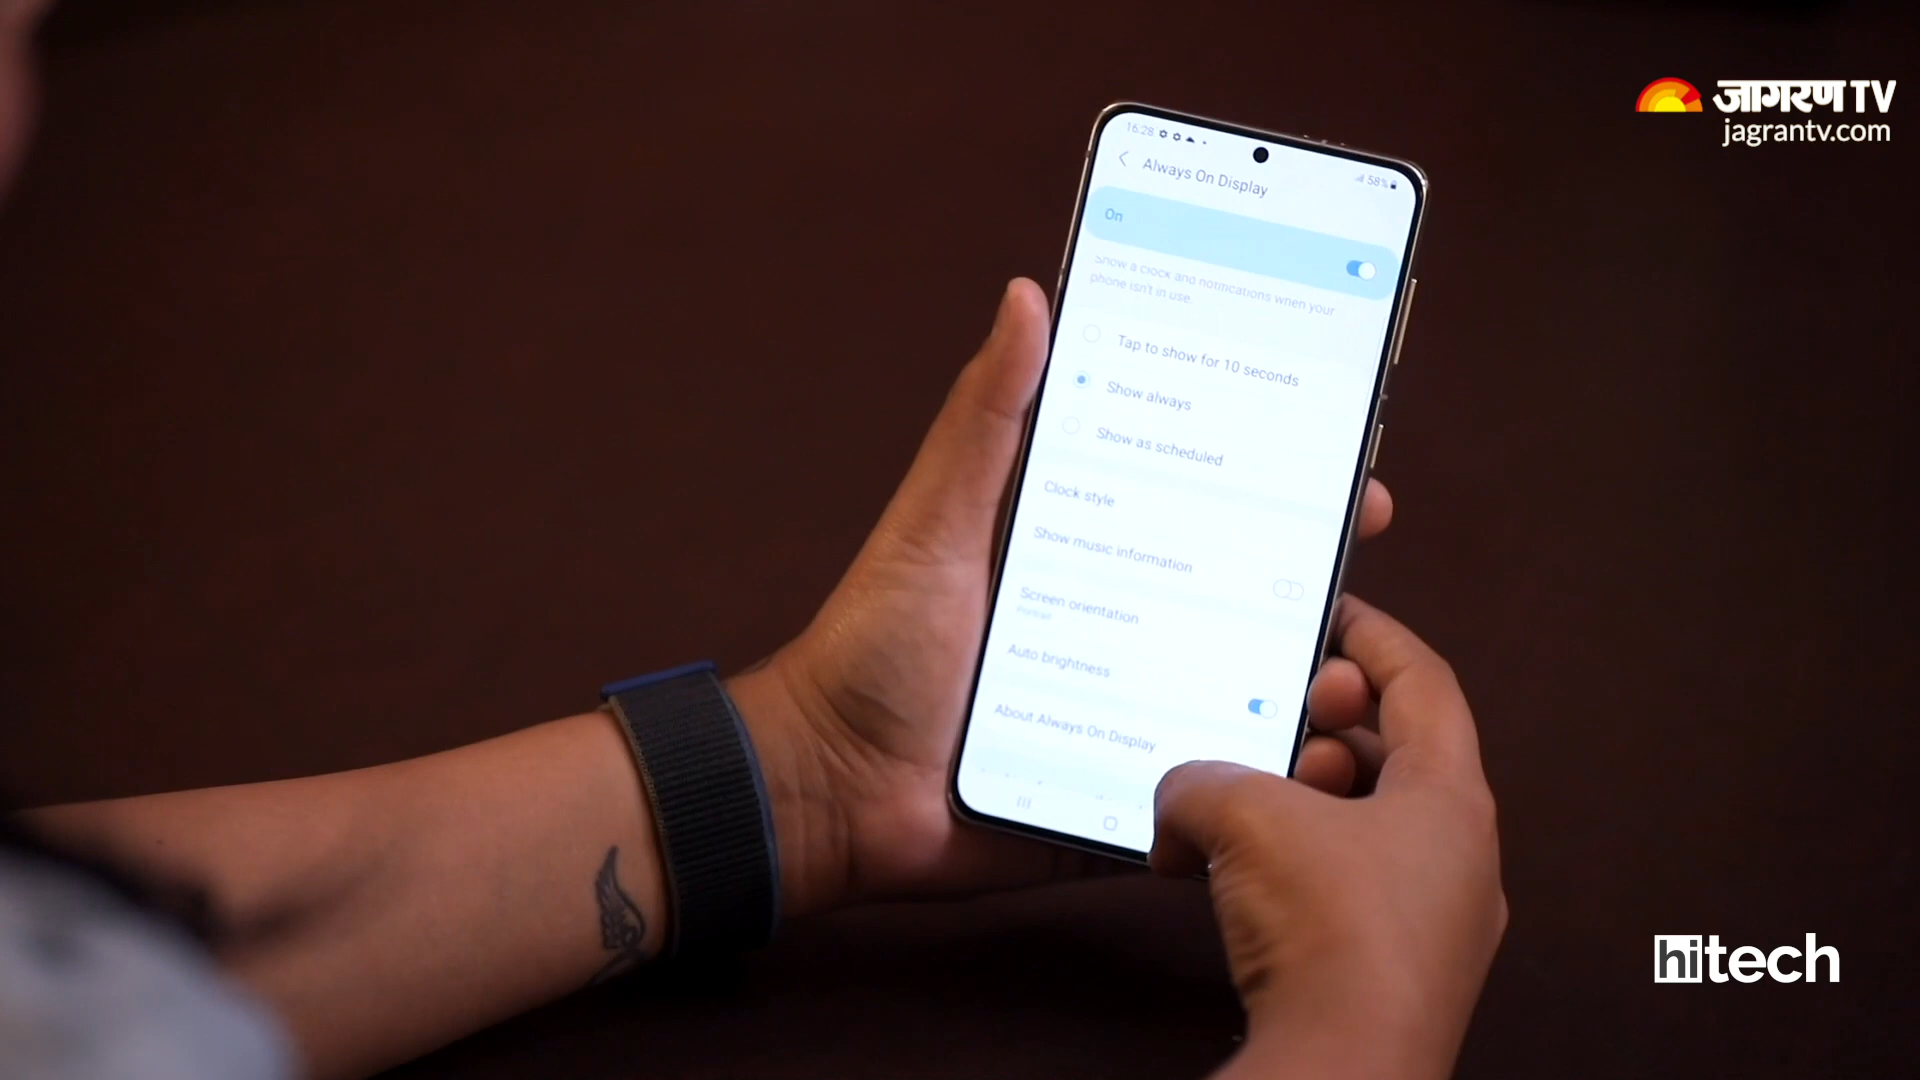 जागरण TV
jagrantv.com
16:28
58%
Always On Display
On
Show a clock and notifications when your
phone isn't in use.
Tap to show for 10 seconds
Show always
Show as scheduled
Clock style
Show music information
Screen orientation
Portrait
Auto brightness
About Always On Display
hitech